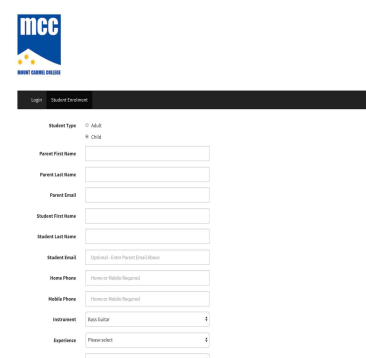 mcc
MOUNT CARMEL COLLEGE
Login Student Enrolment
Student Type Adult
Child
Parent First Name
Parent Last Name
Parent Email
Student First Name
Student Last Name
Student Email Optional - Enter Parent Email Above
Home Phone Home or Mobile Required
Mobile Phone Home or Mobile Required
Instrument Bass Guitar
Experience Please select